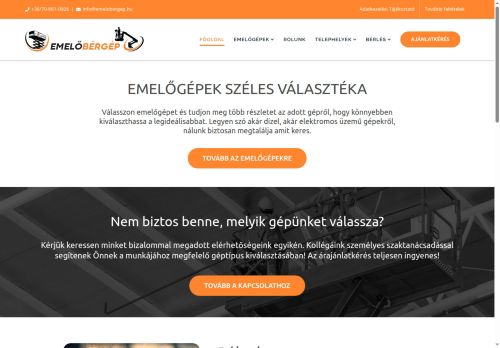 +36/70-661-0926 info@emelobergep.hu Adatkezelési Tájékoztató További feltételek
EMELŐBÉRGÉP
FŐOLDAL EMELŐGÉPEK RÓLUNK TELEPHELYEK BÉRLÉS ÁRAJÁNLATKÉRÉS
EMELŐGÉPEK SZÉLES VÁLASZTÉKA
Válasszon emelőgépet és tudjon meg több részletet az adott gépről, hogy könnyebben
kiválaszthassa a legideálisabbat. Legyen szó akár dízel, akár elektromos üzemű gépekről,
nálunk biztosan megtalálja amit keres.
TOVÁBB AZ EMELŐGÉPEKRE
Nem biztos benne, melyik gépünket válassza?
Kérjük keressen minket bizalommal megadott elérhetőségeink egyikén. Kollégáink személyes szaktanácsadással
segítenek Önnek a munkájához megfelelő géptípus kiválasztásában! Az árajánlatkérés teljesen ingyenes!
TOVÁBB A KAPCSOLATHOZ